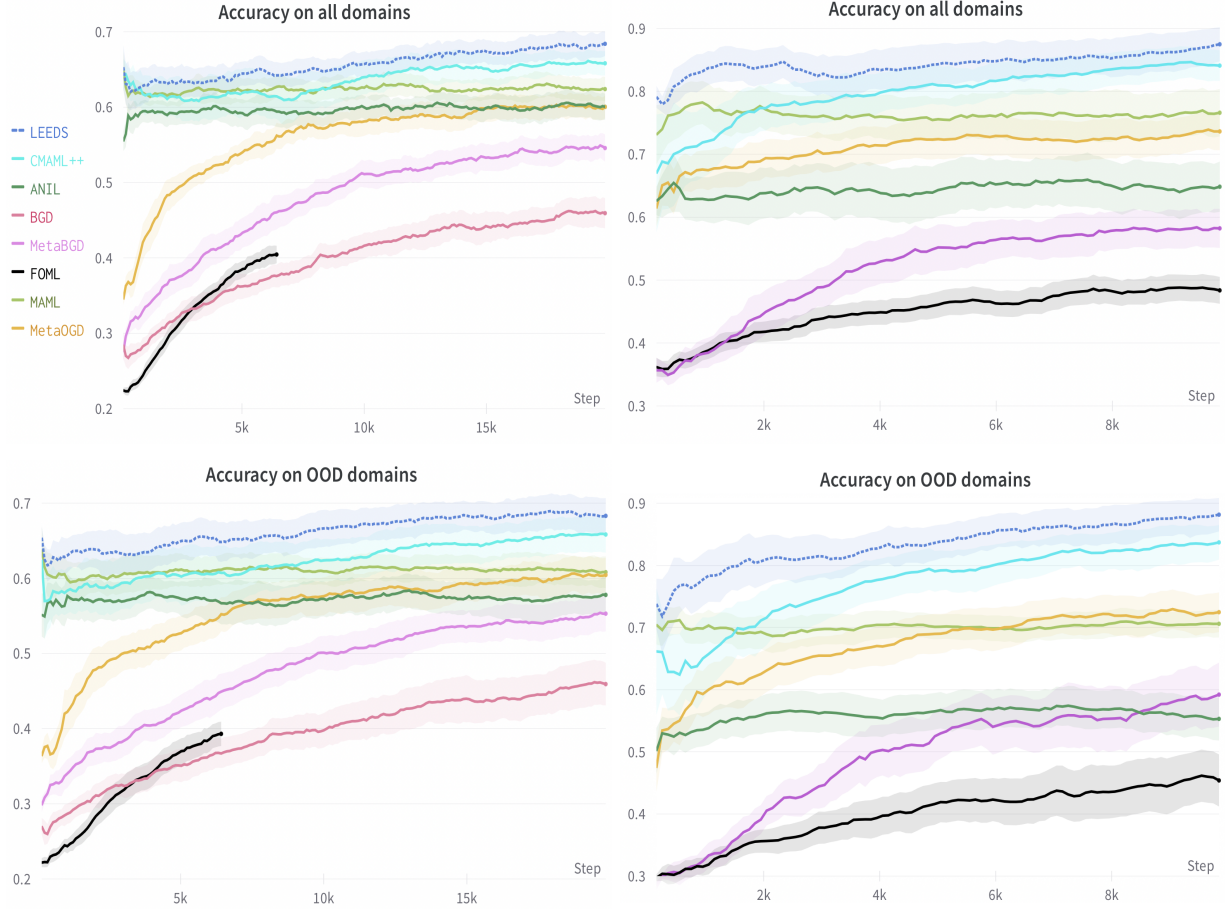 Accuracy on all domains
0.7
0.6
0.5
0.4
0.3
0.2
5k
10k
15k
Step
LEEDS
CMAML++
ANIL
BGD
MetaBGD
FOML
MAML
MetaOGD
Accuracy on all domains
0.9
0.8
0.7
0.6
0.5
0.4
0.3
2k
4k
6k
8k
Step
Accuracy on OOD domains
0.7
0.6
0.5
0.4
0.3
0.2
5k
10k
15k
Step
Accuracy on OOD domains
0.9
0.8
0.7
0.6
0.5
0.4
0.3
2k
4k
6k
8k
Step